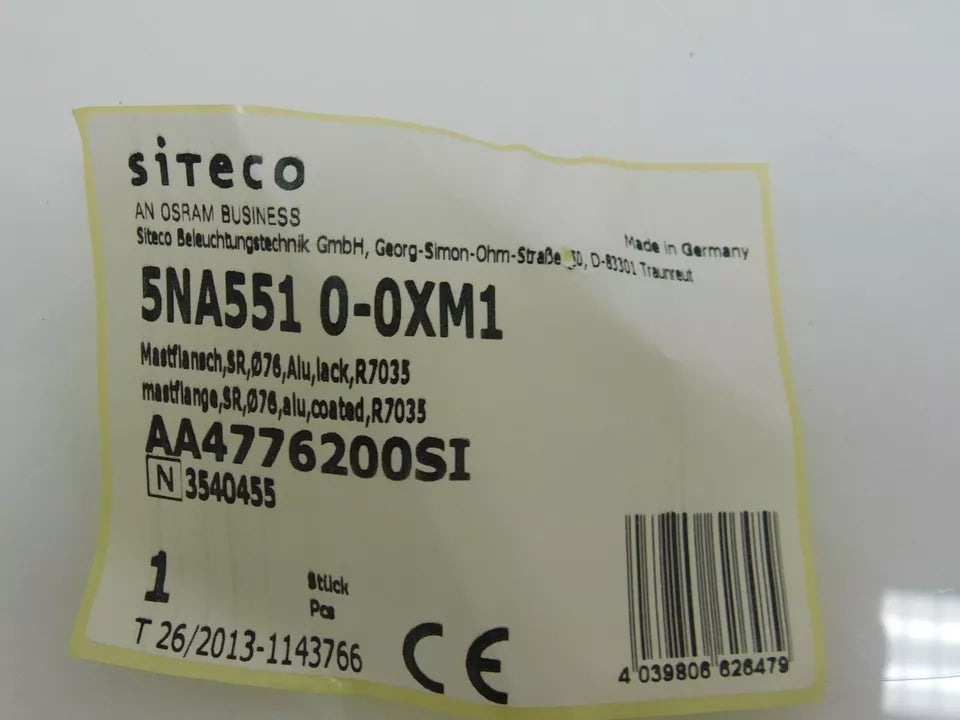 siteco
AN OSRAM BUSINESS
Made in Germany
Siteco Beleuchtungstechnik GmbH, Georg-Simon-Ohm-Straße 30, D-83301 Traunreut
5NA551 0-0XM1
Mastflansch,SR,Ø76,Alu,lack,R7035
mastflange,SR,Ø76,alu,coated,R7035
AA4776200SI
N 3540455
1 Stück
Pcs
T 26/2013-1143766
CE
4 039806 626479